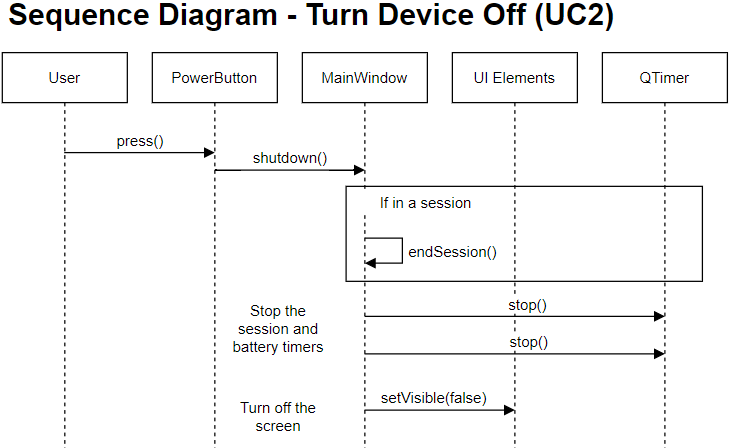 Sequence Diagram - Turn Device Off (UC2)
User
PowerButton
MainWindow
UI Elements
QTimer
press()
shutdown()
If in a session
endSession()
Stop the
session and
battery timers
stop()
stop()
Turn off the
screen
setVisible(false)